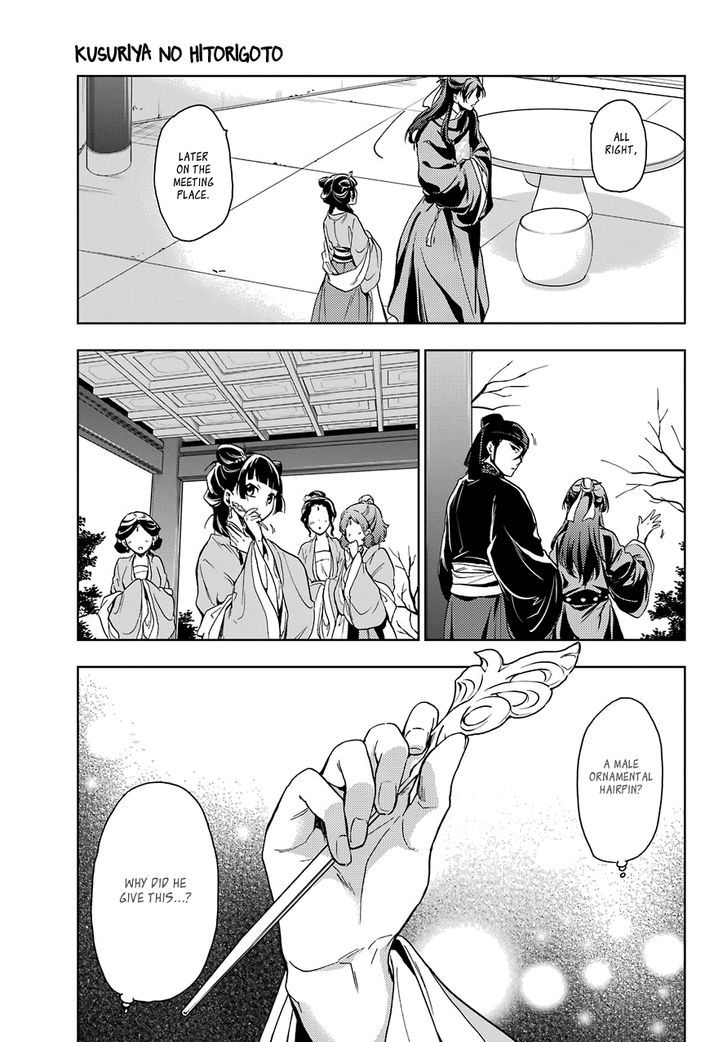 KUSURIYA NO HITORIGOTO
ALL
RIGHT,
LATER
ON THE
MEETING
PLACE.
A MALE
ORNAMENTAL
HAIRPIN?
WHY DID HE
GIVE THIS...?